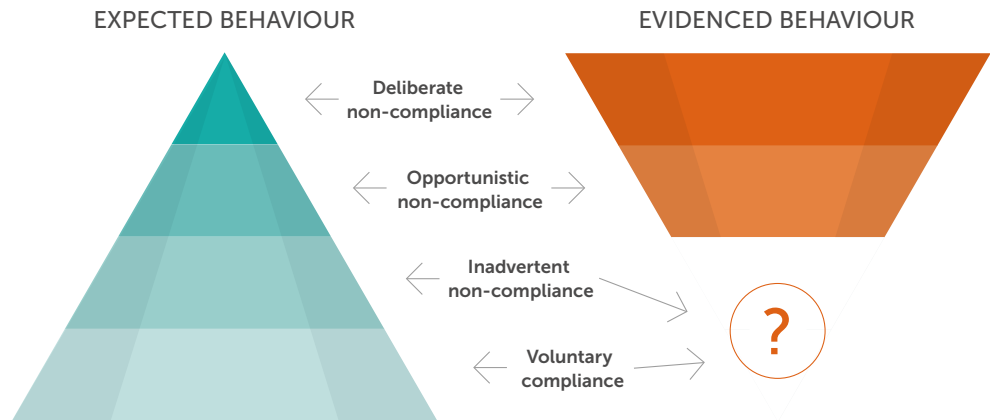 EXPECTED BEHAVIOUR
EVIDENCED BEHAVIOUR
Deliberate
non-compliance
Opportunistic
non-compliance
Inadvertent
non-compliance
?
Voluntary
compliance